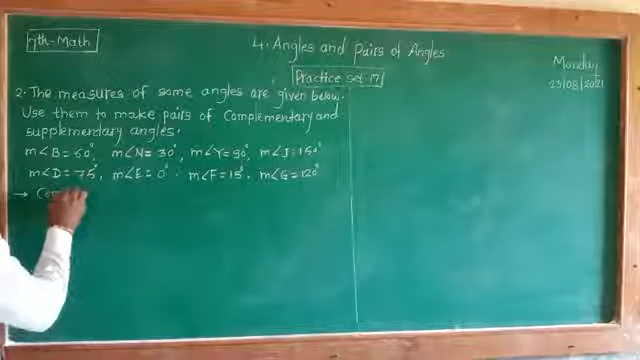 7th-Math
4. Angles and Pairs of Angles
Monday
23/08/2021
Practice Set-17
2. The measures of some angles are given below.
Use them to make pairs of Complementary and
supplementary angles.
m∠B = 60°, m∠N = 30°, m∠Y = 90°, m∠J = 150°
m∠D = 75°, m∠E = 0°. m∠F = 15°. m∠G = 120°
→ Co